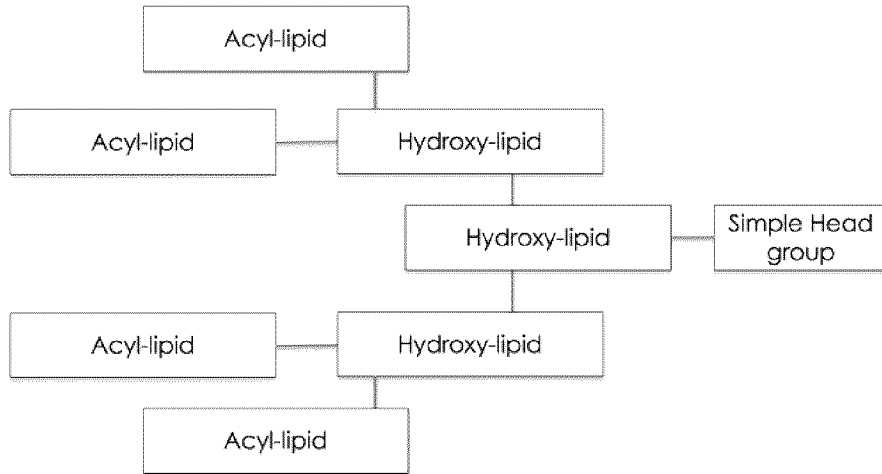 Acyl-lipid
Acyl-lipid
Hydroxy-lipid
Hydroxy-lipid
Simple Head
group
Acyl-lipid
Hydroxy-lipid
Acyl-lipid